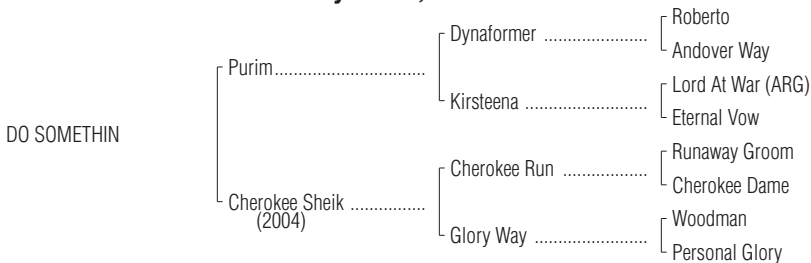 Roberto
Dynaformer ......................
Andover Way
Purim..............................
Lord At War (ARG)
Kirsteena ..........................
Eternal Vow
DO SOMETHIN
Runaway Groom
Cherokee Run ..................
Cherokee Dame
Cherokee Sheik ...............
(2004)
Woodman
Glory Way ........................
Personal Glory